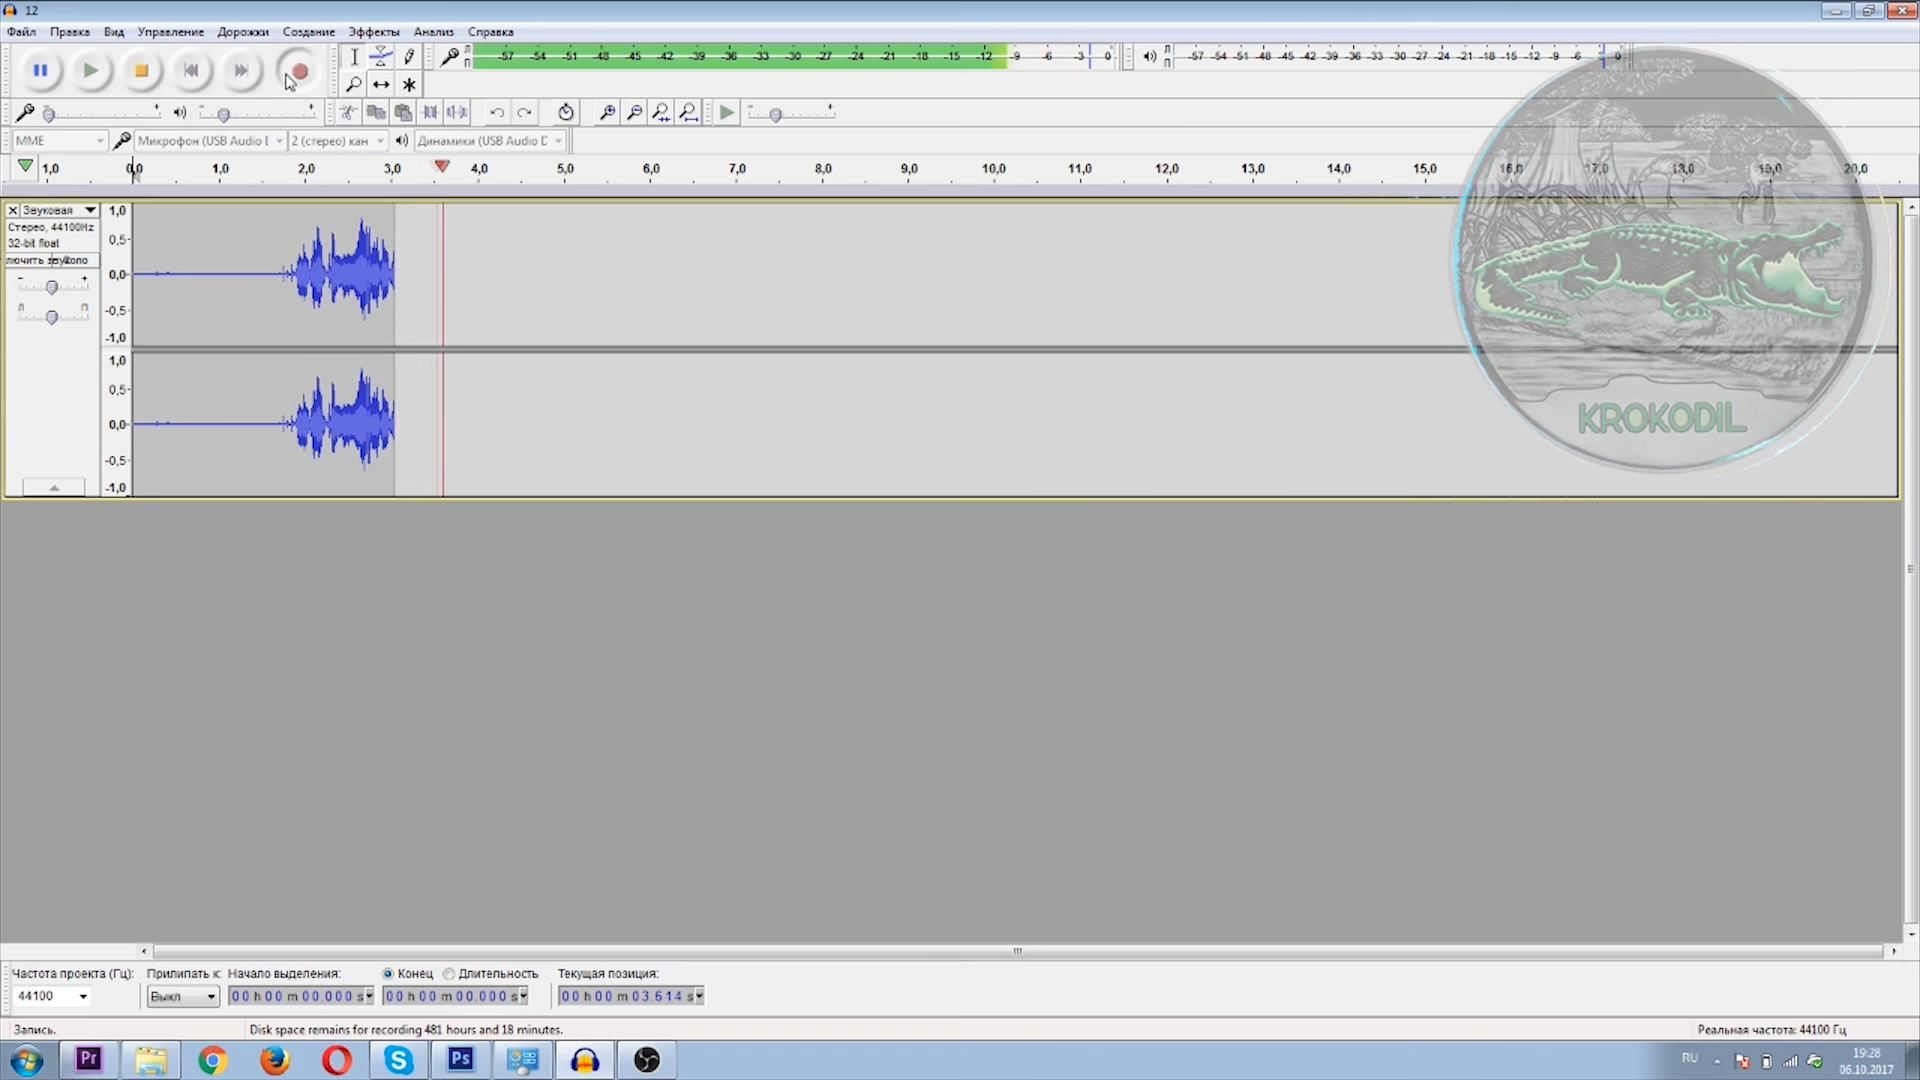 12
Файл Правка Вид Управление Дорожки Создание Эффекты Анализ Справка
Л -57 -54 -51 -48 -45 -42 -39 -36 -33 -30 -27 -24 -21 -18 -15 -12 -9 -6 -3 0
П
Л -57 -54 -51 -48 -45 -42 -39 -36 -33 -30 -27 -24 -21 -18 -15 -12 -9 -6 0
П
MME Микрофон (USB Audio 2 (стерео) кан Динамики (USB Audio
1,0 0,0 1,0 2,0 3,0 4,0 5,0 6,0 7,0 8,0 9,0 10,0 11,0 12,0 13,0 14,0 15,0 16,0 17,0 18,0 19,0 20,0
Звуковая
Стерео, 44100Hz
32-bit float
лючить
- +
Л П
1,0
0,5
0,0
-0,5
-1,0
1,0
0,5
0,0
-0,5
-1,0
KROKODIL
Частота проекта (Гц): Прилипать к: Начало выделения: Конец Длительность Текущая позиция:
44100 Выкл 00 h 00 m 00.000 s 00 h 00 m 00.000 s 00 h 00 m 03.614 s
Запись. Disk space remains for recording 481 hours and 18 minutes. Реальная частота: 44100 Гц
Pr Ps RU 19:28
06.10.2017